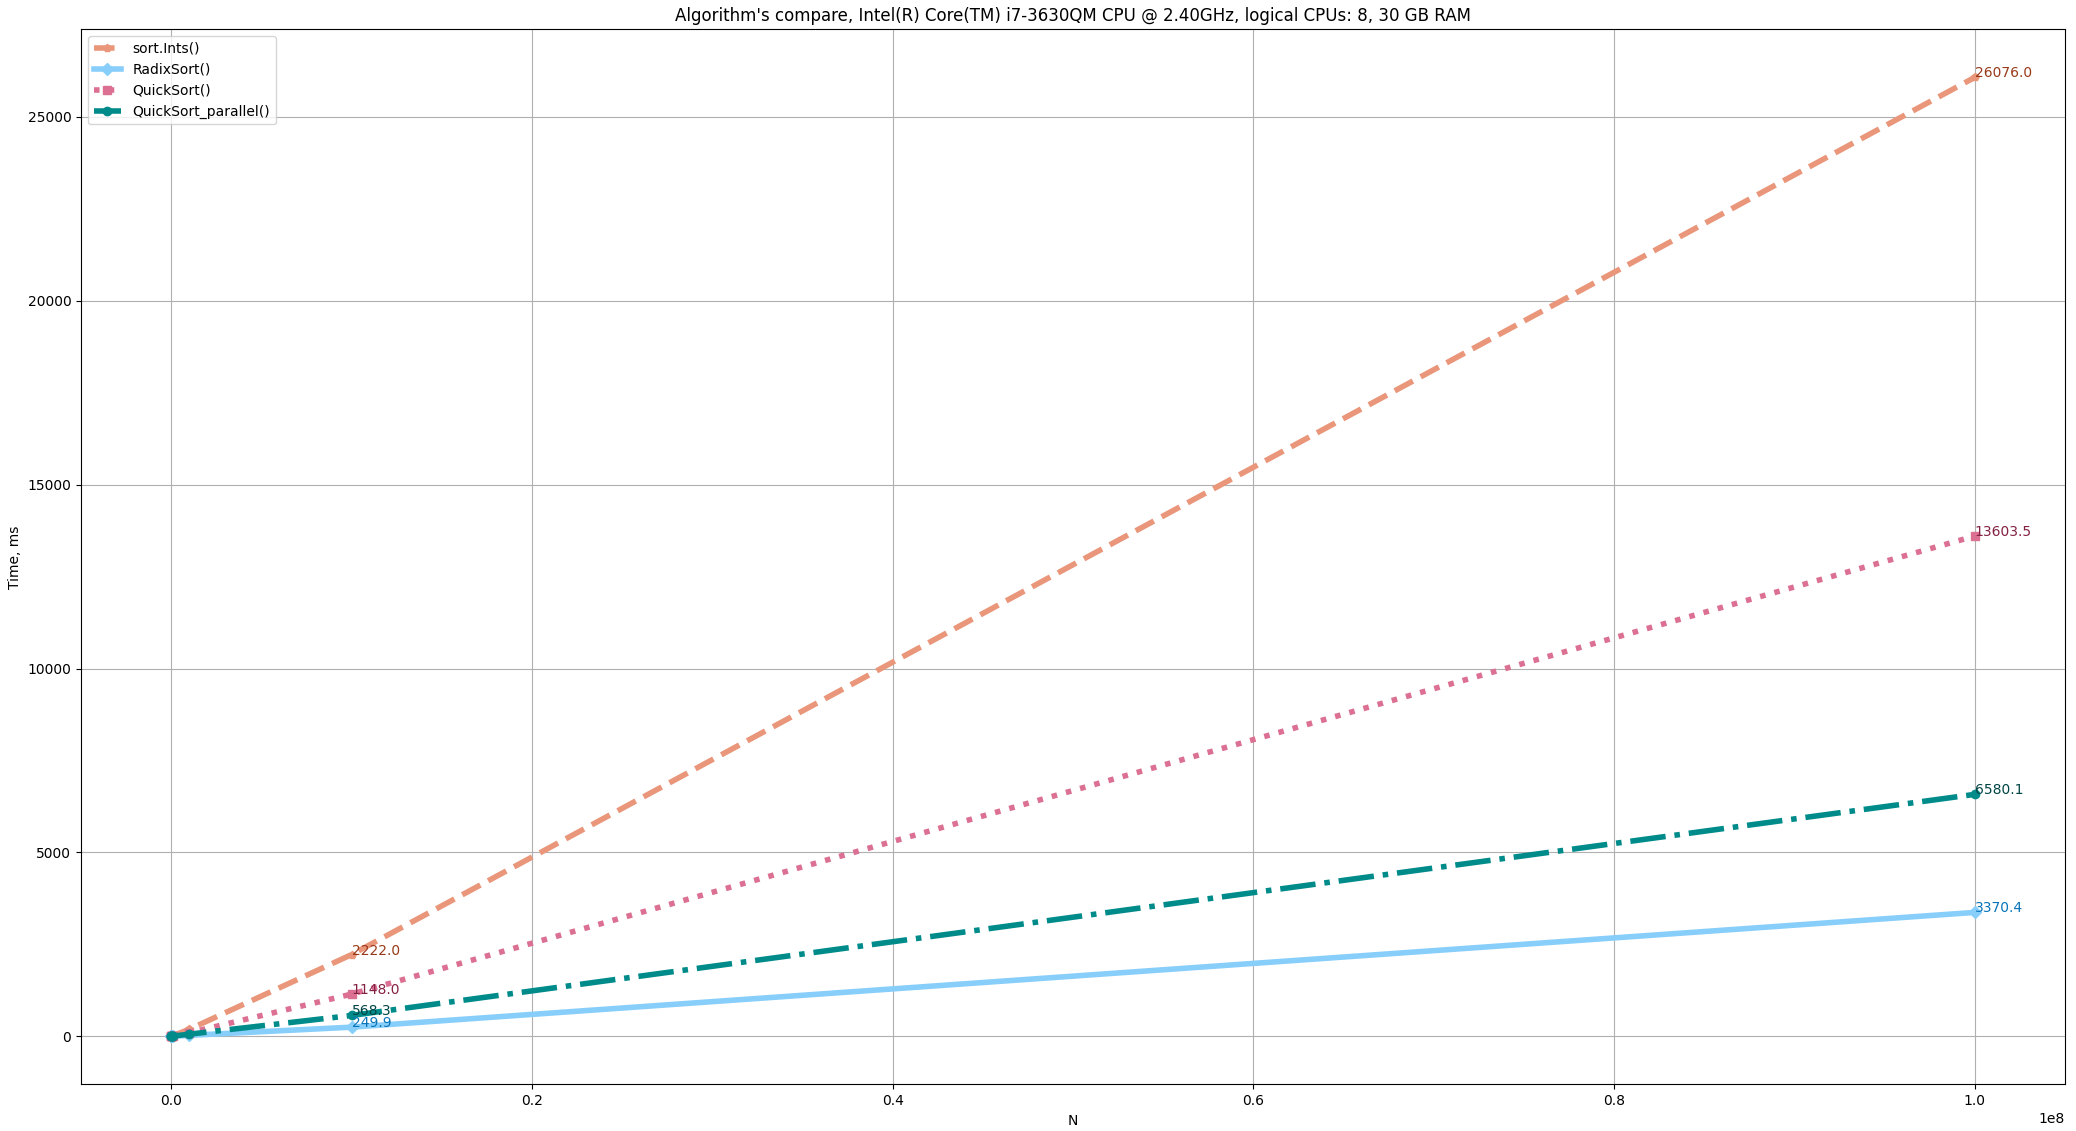 Algorithm's compare, Intel(R) Core(TM) i7-3630QM CPU @ 2.40GHz, logical CPUs: 8, 30 GB RAM
sort.Ints()
RadixSort()
QuickSort()
QuickSort_parallel()
26076.0
13603.5
6580.1
3370.4
2222.0
1148.0
568.3
249.9
25000
20000
15000
10000
5000
0
Time, ms
0.0 0.2 0.4 0.6 0.8 1.0
1e8
N